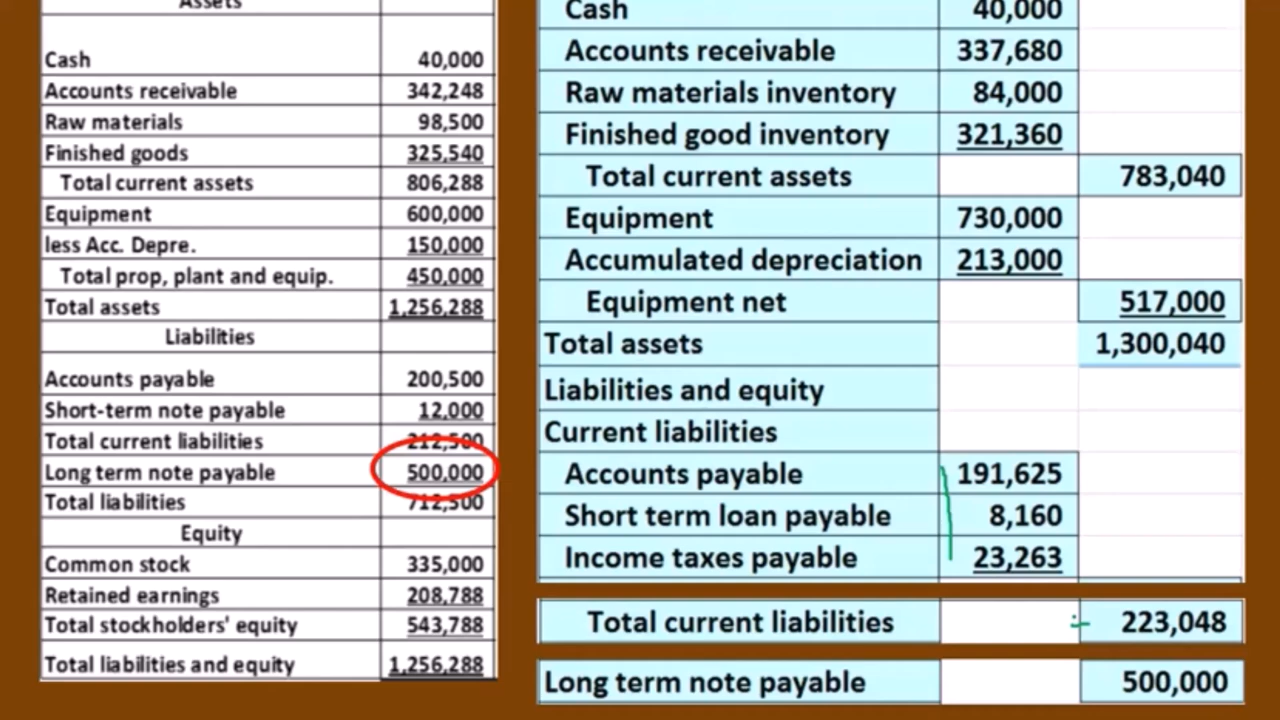 Assets
Cash 40,000
Accounts receivable 342,248
Raw materials 98,500
Finished goods 325,540
Total current assets 806,288
Equipment 600,000
less Acc. Depre. 150,000
Total prop, plant and equip. 450,000
Total assets 1,256,288
Liabilities
Accounts payable 200,500
Short-term note payable 12,000
Total current liabilities 212,500
Long term note payable 500,000
Total liabilities 712,500
Equity
Common stock 335,000
Retained earnings 208,788
Total stockholders' equity 543,788
Total liabilities and equity 1,256,288
Cash 40,000
Accounts receivable 337,680
Raw materials inventory 84,000
Finished good inventory 321,360
Total current assets 783,040
Equipment 730,000
Accumulated depreciation 213,000
Equipment net 517,000
Total assets 1,300,040
Liabilities and equity
Current liabilities
Accounts payable 191,625
Short term loan payable 8,160
Income taxes payable 23,263
Total current liabilities 223,048
Long term note payable 500,000